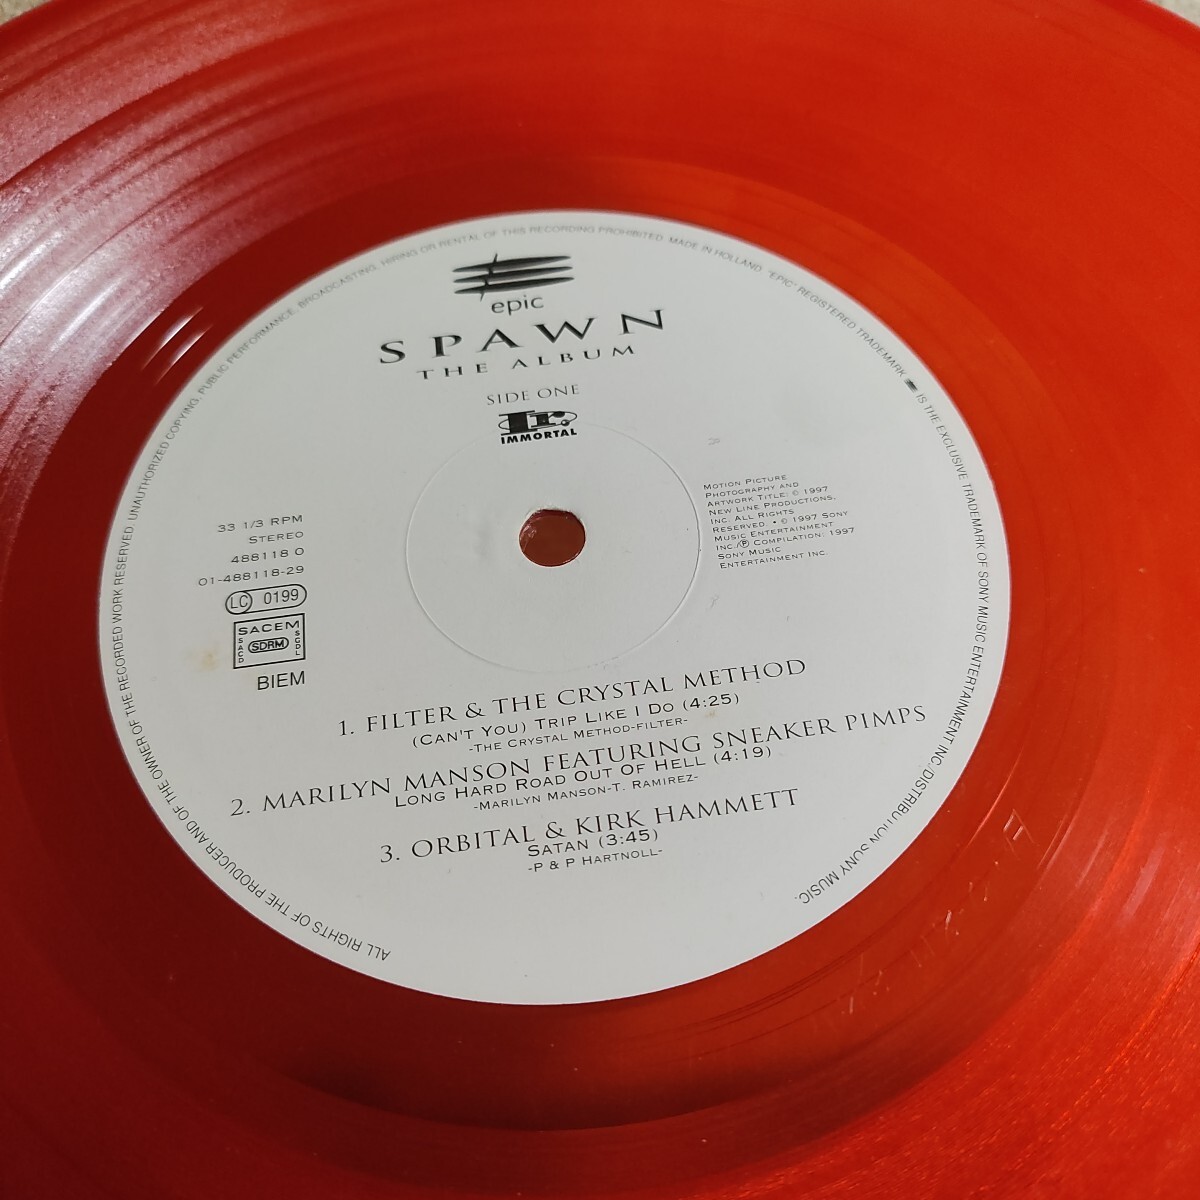 epic
SPAWN
THE ALBUM
SIDE ONE
Ir.
IMMORTAL
33 1/3 RPM
STEREO
488118 0
01-488118-29
LC 0199
SACEM
SACD SDRM SGDL
BIEM
MOTION PICTURE
PHOTOGRAPHY AND
ARTWORK TITLE: © 1997
NEW LINE PRODUCTIONS,
INC. ALL RIGHTS
RESERVED. • © 1997 SONY
MUSIC ENTERTAINMENT
INC./℗ COMPILATION: 1997
SONY MUSIC
ENTERTAINMENT INC.
1. FILTER & THE CRYSTAL METHOD
(CAN'T YOU) TRIP LIKE I DO (4:25)
-THE CRYSTAL METHOD-FILTER-
2. MARILYN MANSON FEATURING SNEAKER PIMPS
LONG HARD ROAD OUT OF HELL (4:19)
-MARILYN MANSON-T. RAMIREZ-
3. ORBITAL & KIRK HAMMETT
SATAN (3:45)
-P & P HARTNOLL-
ALL RIGHTS OF THE PRODUCER AND OF THE OWNER OF THE RECORDED WORK RESERVED. UNAUTHORIZED COPYING, PUBLIC PERFORMANCE, BROADCASTING, HIRING OR RENTAL OF THIS RECORDING PROHIBITED. MADE IN HOLLAND. "EPIC" REGISTERED TRADEMARK. IS THE EXCLUSIVE TRADEMARK OF SONY MUSIC ENTERTAINMENT INC./DISTRIBUTION SONY MUSIC.